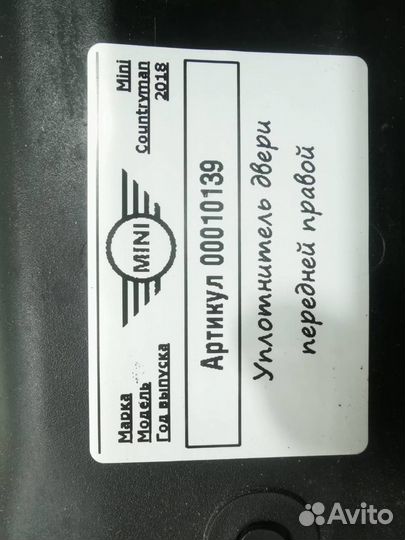 Марка Mini
Модель Countryman
Год выпуска 2018
MINI
Артикул 00010139
Уплотнитель двери
передней правой
Avito